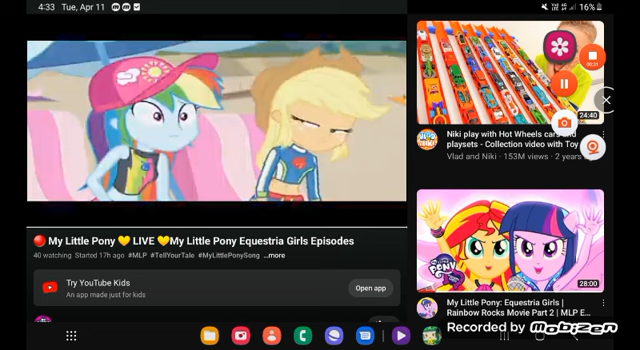 4:33 Tue, Apr 11
16%
🔴 My Little Pony 💛 LIVE 💛My Little Pony Equestria Girls Episodes
40 watching Started 17h ago #MLP #TellYourTale #MyLittlePonySong ...more
Try YouTube Kids
An app made just for kids
Open app
24:40
Niki play with Hot Wheels cars and
playsets - Collection video with Toy
Vlad and Niki · 153M views · 2 years
28:00
My Little Pony: Equestria Girls |
Rainbow Rocks Movie Part 2 | MLP E...
Recorded by Mobizen